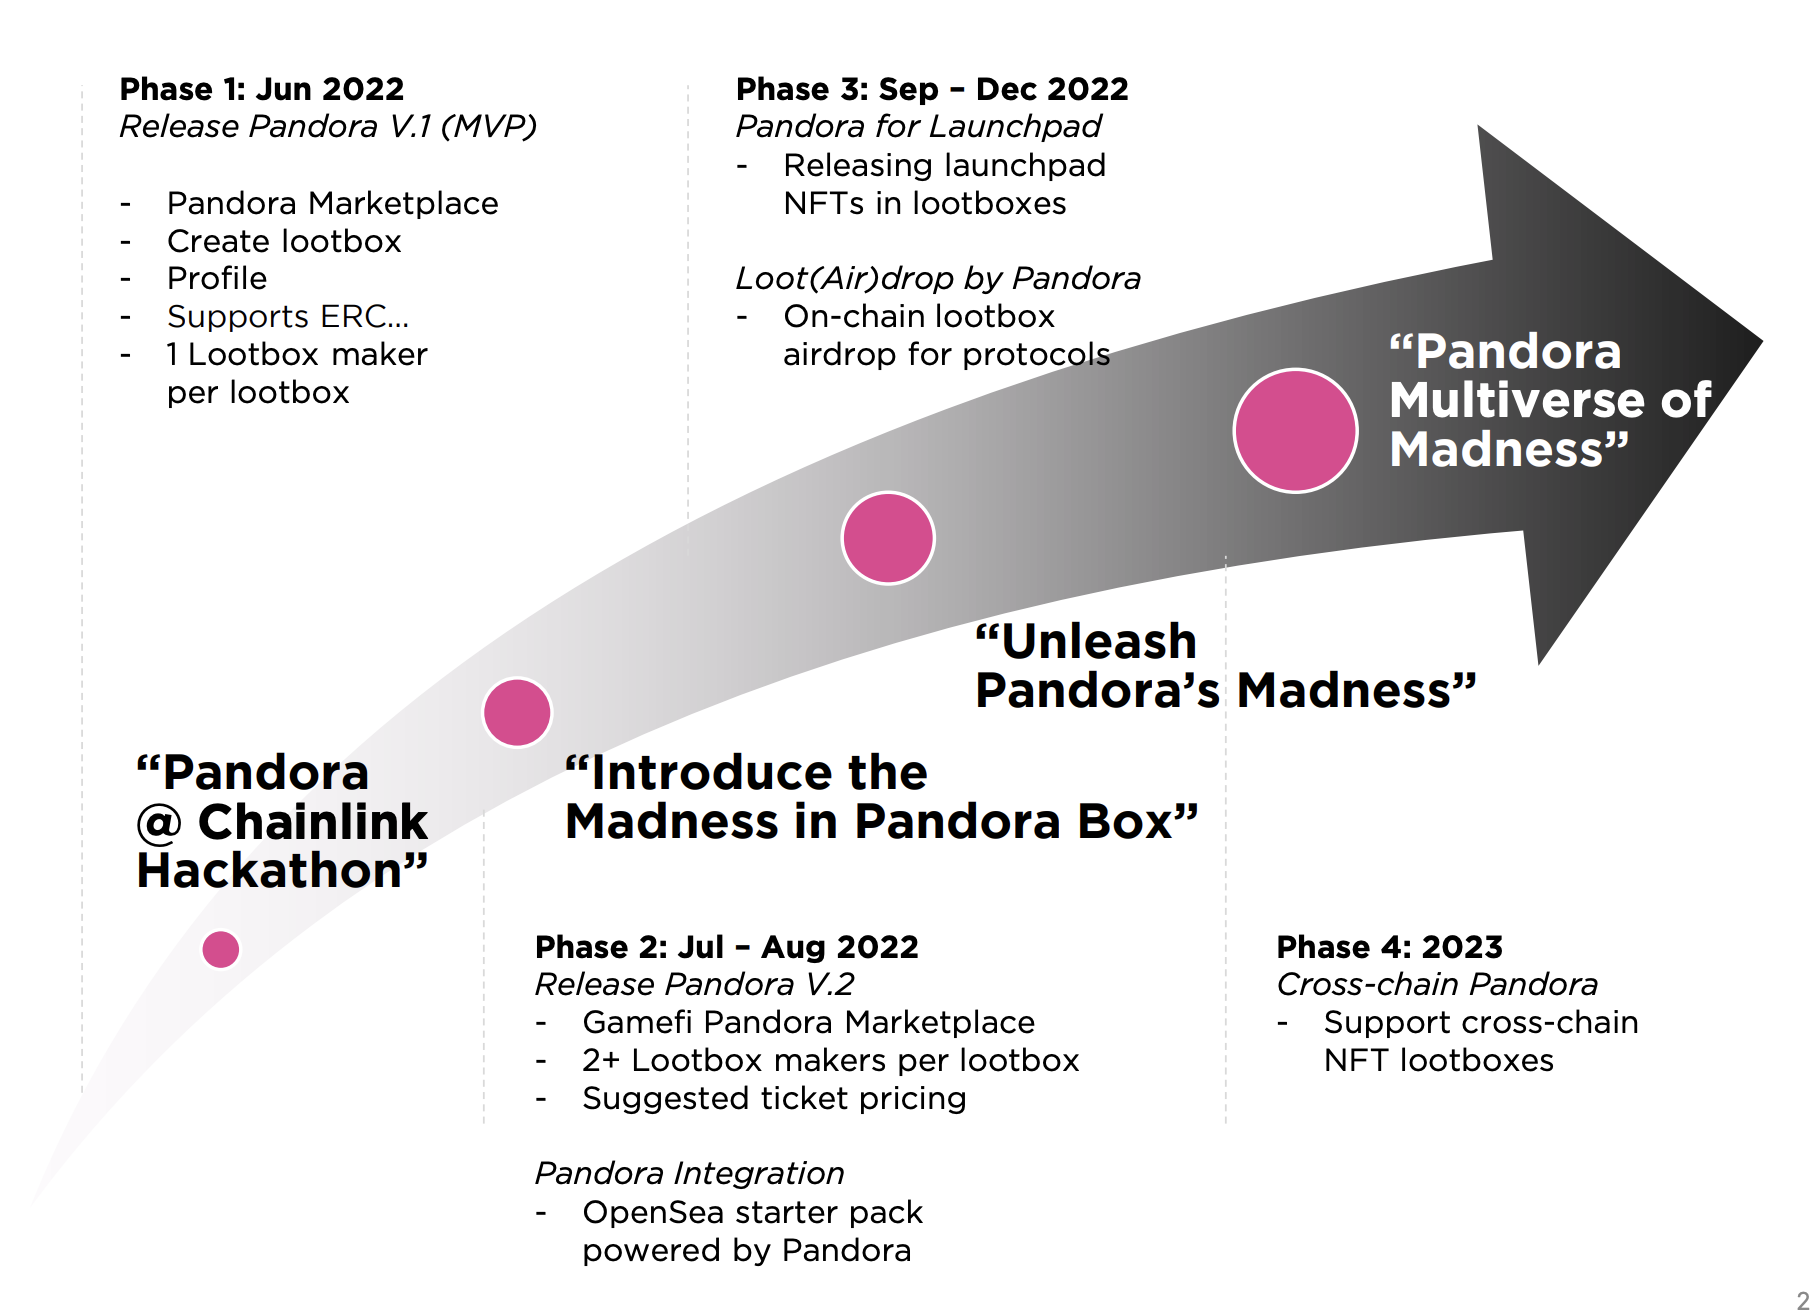 Phase 1: Jun 2022
Release Pandora V.1 (MVP)
- Pandora Marketplace
- Create lootbox
- Profile
- Supports ERC...
- 1 Lootbox maker
per lootbox
Phase 3: Sep – Dec 2022
Pandora for Launchpad
- Releasing launchpad
NFTs in lootboxes
Loot(Air)drop by Pandora
- On-chain lootbox
airdrop for protocols
“Pandora
Multiverse of
Madness”
“Unleash
Pandora’s Madness”
“Introduce the
Madness in Pandora Box”
“Pandora
@ Chainlink
Hackathon”
Phase 2: Jul – Aug 2022
Release Pandora V.2
- Gamefi Pandora Marketplace
- 2+ Lootbox makers per lootbox
- Suggested ticket pricing
Pandora Integration
- OpenSea starter pack
powered by Pandora
Phase 4: 2023
Cross-chain Pandora
- Support cross-chain
NFT lootboxes
2